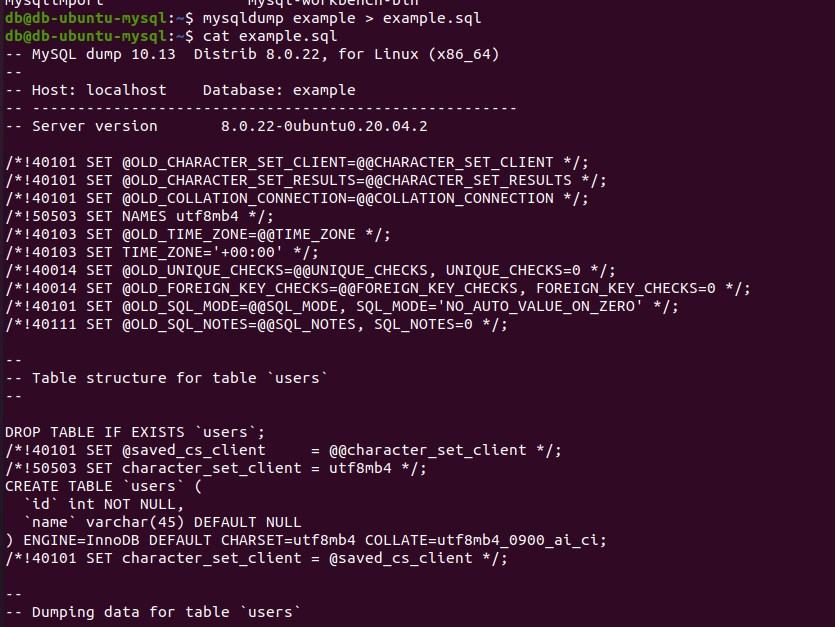 db@db-ubuntu-mysql:~$ mysqldump example > example.sql
db@db-ubuntu-mysql:~$ cat example.sql
-- MySQL dump 10.13  Distrib 8.0.22, for Linux (x86_64)
--
-- Host: localhost    Database: example
-- ------------------------------------------------------
-- Server version       8.0.22-0ubuntu0.20.04.2

/*!40101 SET @OLD_CHARACTER_SET_CLIENT=@@CHARACTER_SET_CLIENT */;
/*!40101 SET @OLD_CHARACTER_SET_RESULTS=@@CHARACTER_SET_RESULTS */;
/*!40101 SET @OLD_COLLATION_CONNECTION=@@COLLATION_CONNECTION */;
/*!50503 SET NAMES utf8mb4 */;
/*!40103 SET @OLD_TIME_ZONE=@@TIME_ZONE */;
/*!40103 SET TIME_ZONE='+00:00' */;
/*!40014 SET @OLD_UNIQUE_CHECKS=@@UNIQUE_CHECKS, UNIQUE_CHECKS=0 */;
/*!40014 SET @OLD_FOREIGN_KEY_CHECKS=@@FOREIGN_KEY_CHECKS, FOREIGN_KEY_CHECKS=0 */;
/*!40101 SET @OLD_SQL_MODE=@@SQL_MODE, SQL_MODE='NO_AUTO_VALUE_ON_ZERO' */;
/*!40111 SET @OLD_SQL_NOTES=@@SQL_NOTES, SQL_NOTES=0 */;

--
-- Table structure for table `users`
--

DROP TABLE IF EXISTS `users`;
/*!40101 SET @saved_cs_client     = @@character_set_client */;
/*!50503 SET character_set_client = utf8mb4 */;
CREATE TABLE `users` (
  `id` int NOT NULL,
  `name` varchar(45) DEFAULT NULL
) ENGINE=InnoDB DEFAULT CHARSET=utf8mb4 COLLATE=utf8mb4_0900_ai_ci;
/*!40101 SET character_set_client = @saved_cs_client */;

--
-- Dumping data for table `users`